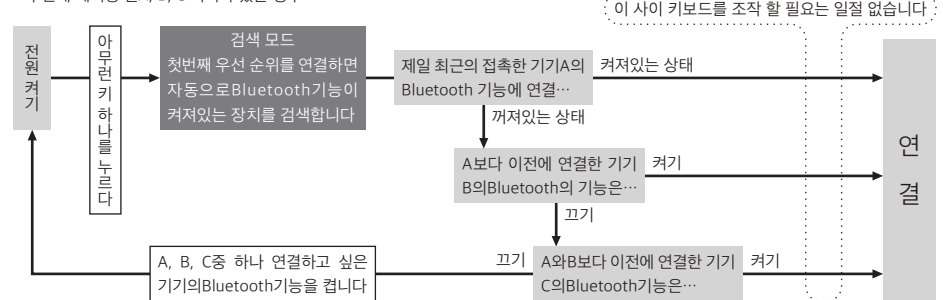 이 사이 키보드를 조작 할 필요는 일절 없습니다
전원 켜기
아무런 키 하나를 누르다
검색 모드
첫번째 우선 순위를 연결하면
자동으로Bluetooth기능이
켜져있는 장치를 검색합니다
제일 최근의 접촉한 기기A의
Bluetooth 기능에 연결…
켜져있는 상태
꺼져있는 상태
A보다 이전에 연결한 기기
B의Bluetooth의 기능은…
켜기
끄기
연결
A, B, C중 하나 연결하고 싶은
기기의Bluetooth기능을 켭니다
끄기
A와B보다 이전에 연결한 기기
C의Bluetooth기능은…
켜기